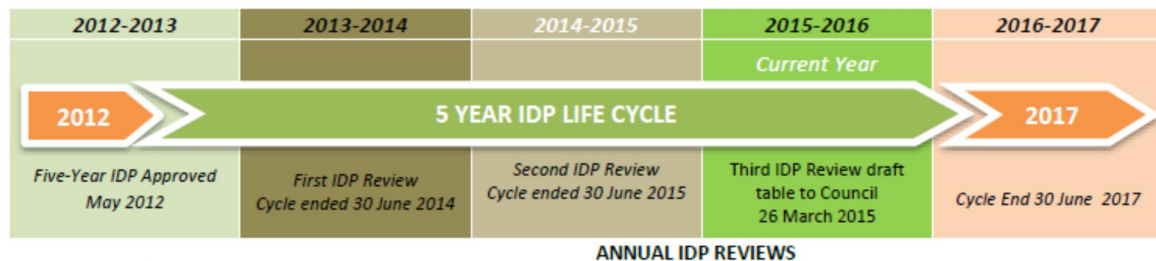 2012-2013
2013-2014
2014-2015
2015-2016
2016-2017
Current Year
2012
5 YEAR IDP LIFE CYCLE
2017
Five-Year IDP Approved
May 2012
First IDP Review
Cycle ended 30 June 2014
Second IDP Review
Cycle ended 30 June 2015
Third IDP Review draft
table to Council
26 March 2015
Cycle End 30 June 2017
ANNUAL IDP REVIEWS